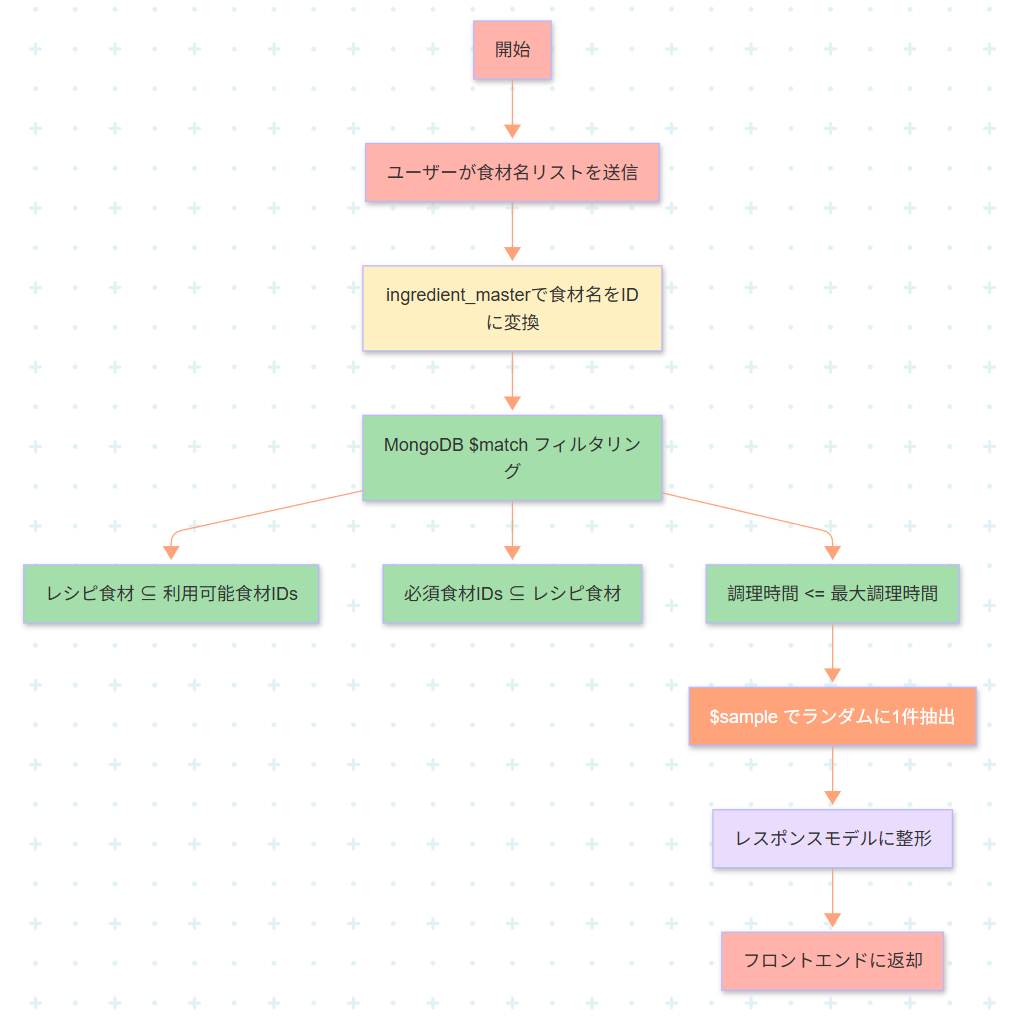 開始
ユーザーが食材名リストを送信
ingredient_masterで食材名をID
に変換
MongoDB $match フィルタリン
グ
レシピ食材 ⊆ 利用可能食材IDs
必須食材IDs ⊆ レシピ食材
調理時間 <= 最大調理時間
$sample でランダムに1件抽出
レスポンスモデルに整形
フロントエンドに返却